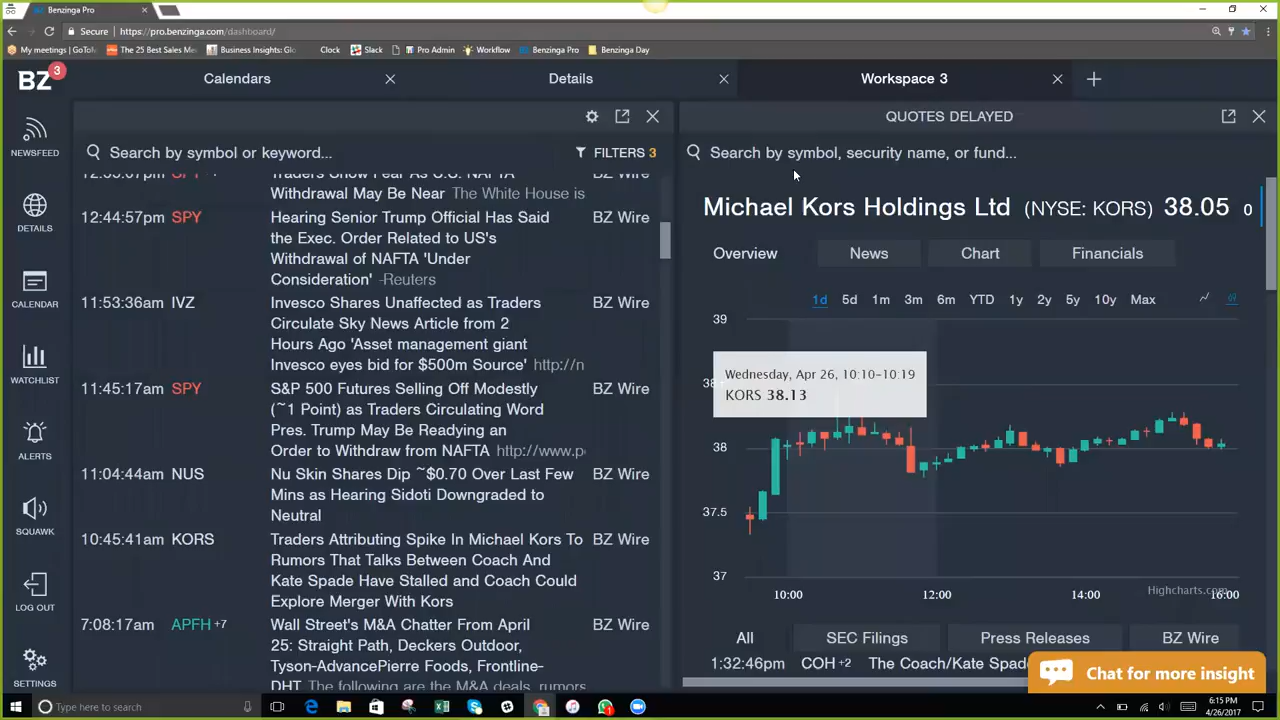 Benzinga Pro
Secure https://pro.benzinga.com/dashboard/
My meetings | GoTo
The 25 Best Sales Me
Business Insights: Glo
Clock
Slack
Pro Admin
Workflow
Benzinga Pro
Benzinga Day
BZ 3
Calendars
Details
Workspace 3
QUOTES DELAYED
NEWSFEED
DETAILS
CALENDAR
WATCHLIST
ALERTS
SQUAWK
LOG OUT
SETTINGS
Search by symbol or keyword...
FILTERS 3
Traders Show Fear As U.S. NAFTA
Withdrawal May Be Near The White House is
12:44:57pm SPY Hearing Senior Trump Official Has Said BZ Wire
the Exec. Order Related to US's
Withdrawal of NAFTA 'Under
Consideration' -Reuters
11:53:36am IVZ Invesco Shares Unaffected as Traders BZ Wire
Circulate Sky News Article from 2
Hours Ago 'Asset management giant
Invesco eyes bid for $500m Source' http://n
11:45:17am SPY S&P 500 Futures Selling Off Modestly BZ Wire
(~1 Point) as Traders Circulating Word
Pres. Trump May Be Readying an
Order to Withdraw from NAFTA http://www.p
11:04:44am NUS Nu Skin Shares Dip ~$0.70 Over Last Few BZ Wire
Mins as Hearing Sidoti Downgraded to
Neutral
10:45:41am KORS Traders Attributing Spike In Michael Kors To BZ Wire
Rumors That Talks Between Coach And
Kate Spade Have Stalled and Coach Could
Explore Merger With Kors
7:08:17am APFH +7 Wall Street's M&A Chatter From April BZ Wire
25: Straight Path, Deckers Outdoor,
Tyson-AdvancePierre Foods, Frontline-
DHT The following are the M&A deals, rumors
Search by symbol, security name, or fund...
Michael Kors Holdings Ltd (NYSE: KORS) 38.05 0
Overview News Chart Financials
1d 5d 1m 3m 6m YTD 1y 2y 5y 10y Max
39
Wednesday, Apr 26, 10:10-10:19
KORS 38.13
38
37.5
37
10:00 12:00 14:00 16:00
Highcharts.com
All SEC Filings Press Releases BZ Wire
1:32:46pm COH +2 The Coach/Kate Spade
Chat for more insight
Type here to search
6:15 PM
4/26/2017